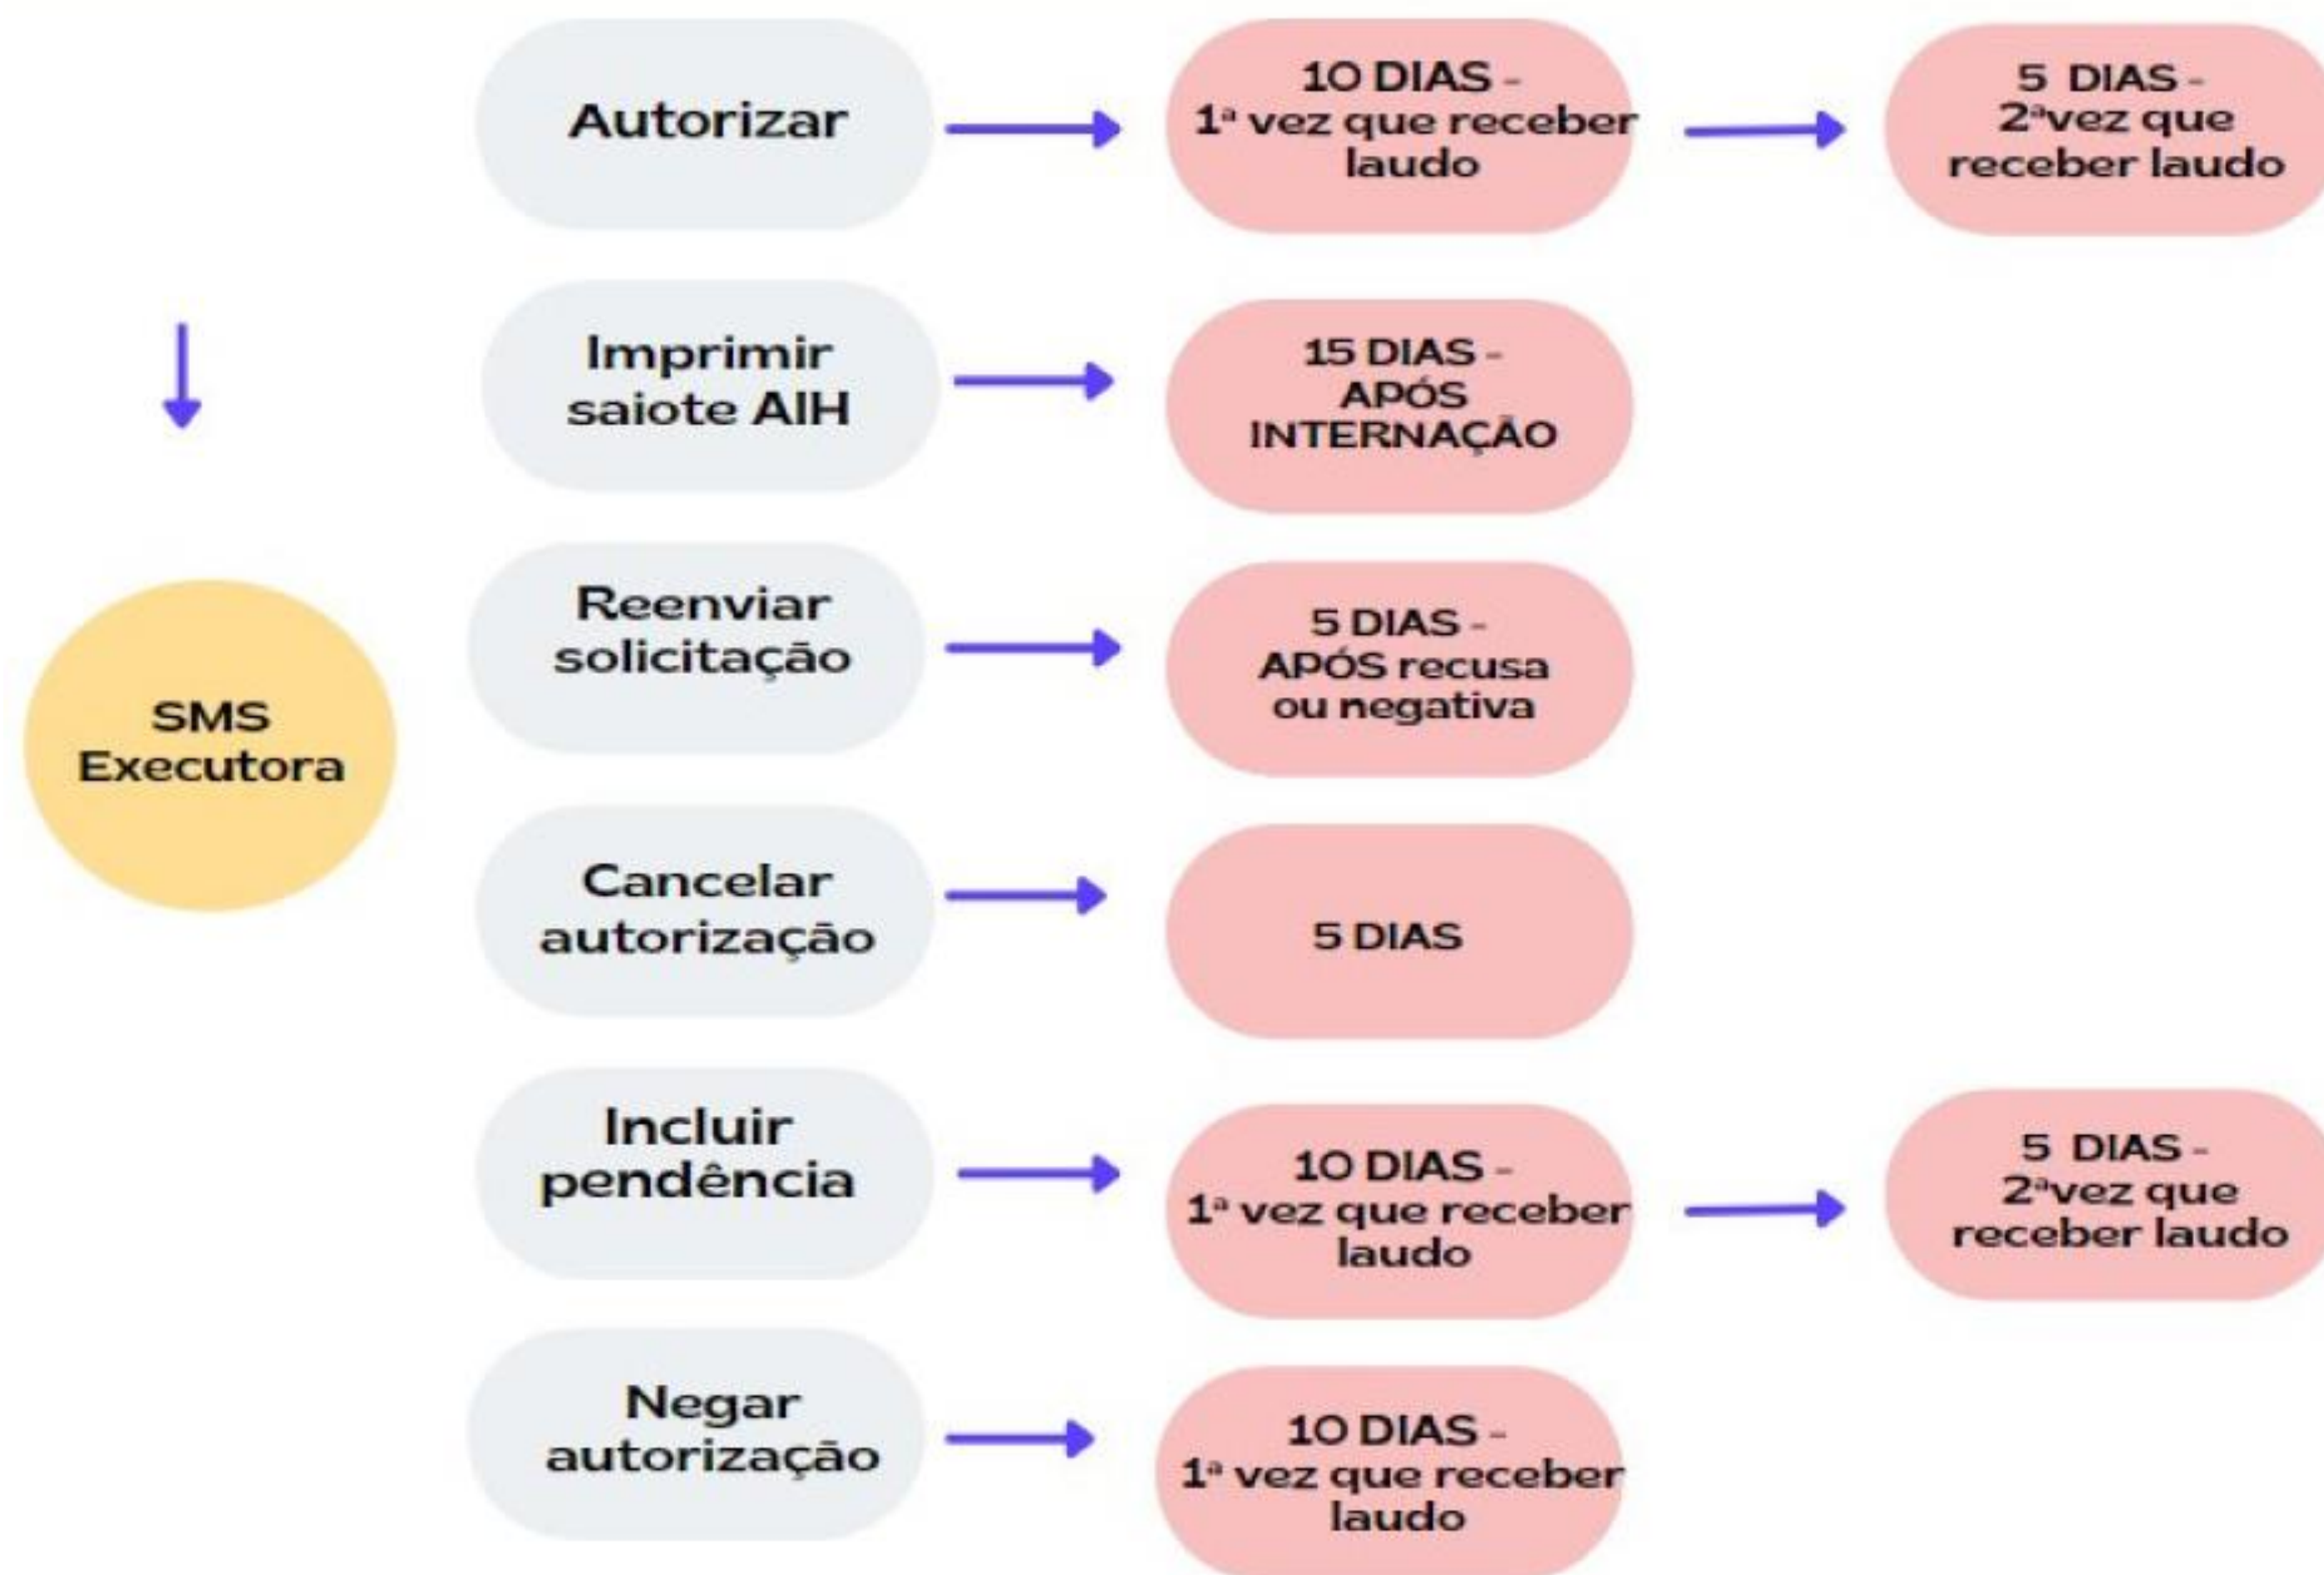 Autorizar
10 DIAS -
1ª vez que receber
laudo
5 DIAS -
2ªvez que
receber laudo
Imprimir
saiote AIH
15 DIAS -
APÓS
INTERNAÇÃO
Reenviar
solicitação
5 DIAS -
APÓS recusa
ou negativa
SMS
Executora
Cancelar
autorização
5 DIAS
Incluir
pendência
10 DIAS -
1ª vez que receber
laudo
5 DIAS -
2ªvez que
receber laudo
Negar
autorização
10 DIAS -
1ª vez que receber
laudo